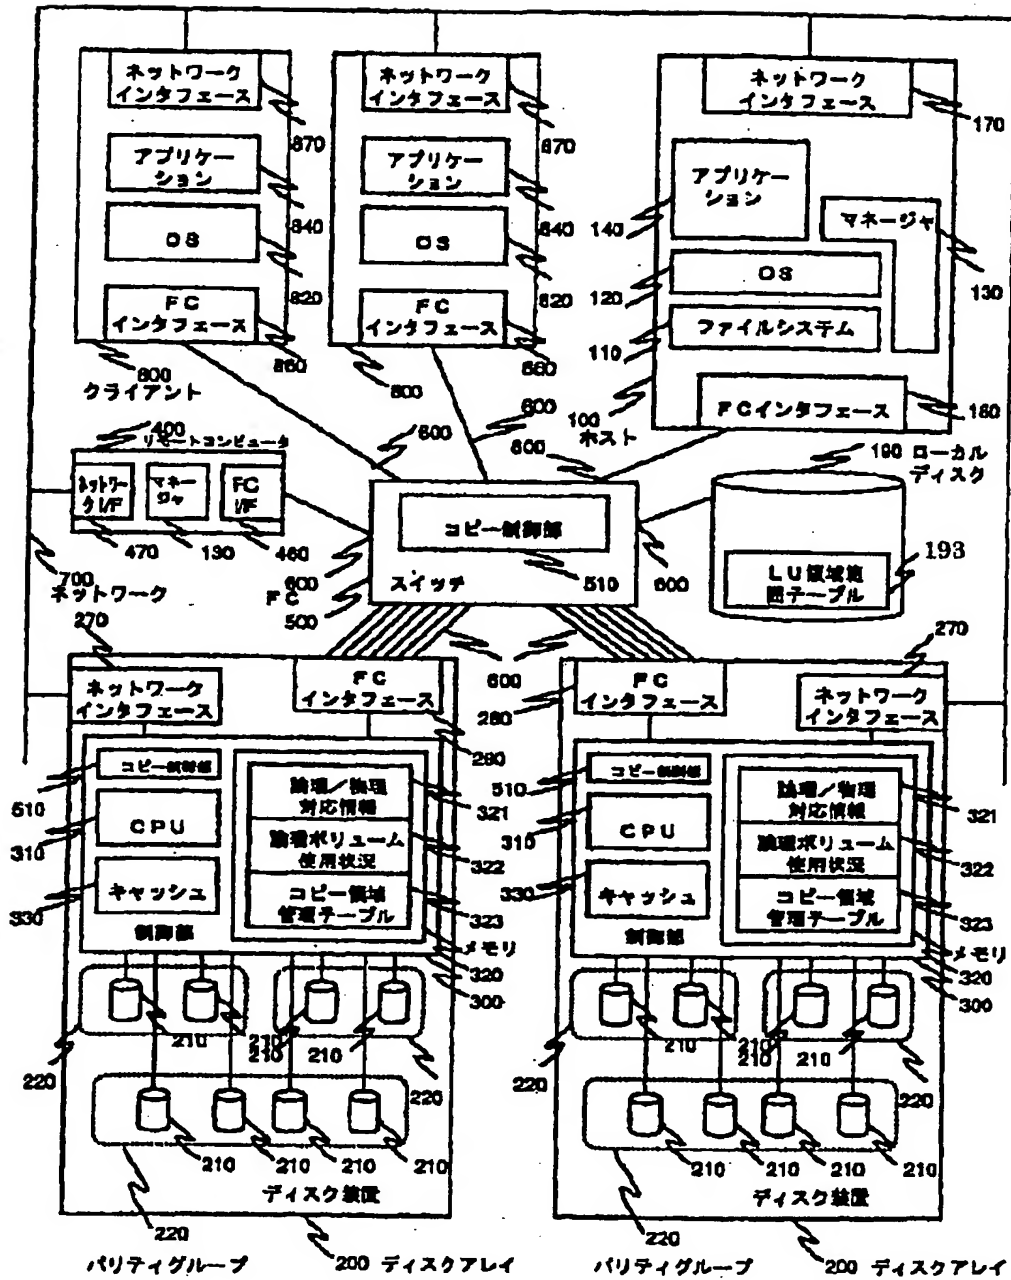 ネットワーク
インタフェース
870
アプリケー
ション
840
OS
820
FC
インタフェース
860
800
クライアント
ネットワーク
インタフェース
870
アプリケー
ション
840
OS
820
FC
インタフェース
860
800
ネットワーク
インタフェース
170
アプリケー
ション
140
マネージャ
130
OS
120
ファイルシステム
110
FCインタフェース
160
100
ホスト
600
600
600
400
リモートコンピュータ
ネットワー
クI/F
マネー
ジャ
FC
I/F
470
130
460
700
ネットワーク
コピー制御部
510
スイッチ
600
FC
500
600
190 ローカル
ディスク
LU領域範
囲テーブル
193
600
270
ネットワーク
インタフェース
FC
インタフェース
260
コピー制御部
510
CPU
310
キャッシュ
330
制御部
論理/物理
対応情報
321
論理ボリューム
使用状況
322
コピー領域
管理テーブル
323
メモリ
320
300
210
210
210
210
220
220
210
210
210
210
ディスク装置
220
パリティグループ
200 ディスクアレイ
270
FC
インタフェース
260
ネットワーク
インタフェース
コピー制御部
510
CPU
310
キャッシュ
330
制御部
論理/物理
対応情報
321
論理ボリューム
使用状況
322
コピー領域
管理テーブル
323
メモリ
320
300
210
210
210
210
220
220
210
210
210
210
ディスク装置
220
パリティグループ
200 ディスクアレイ